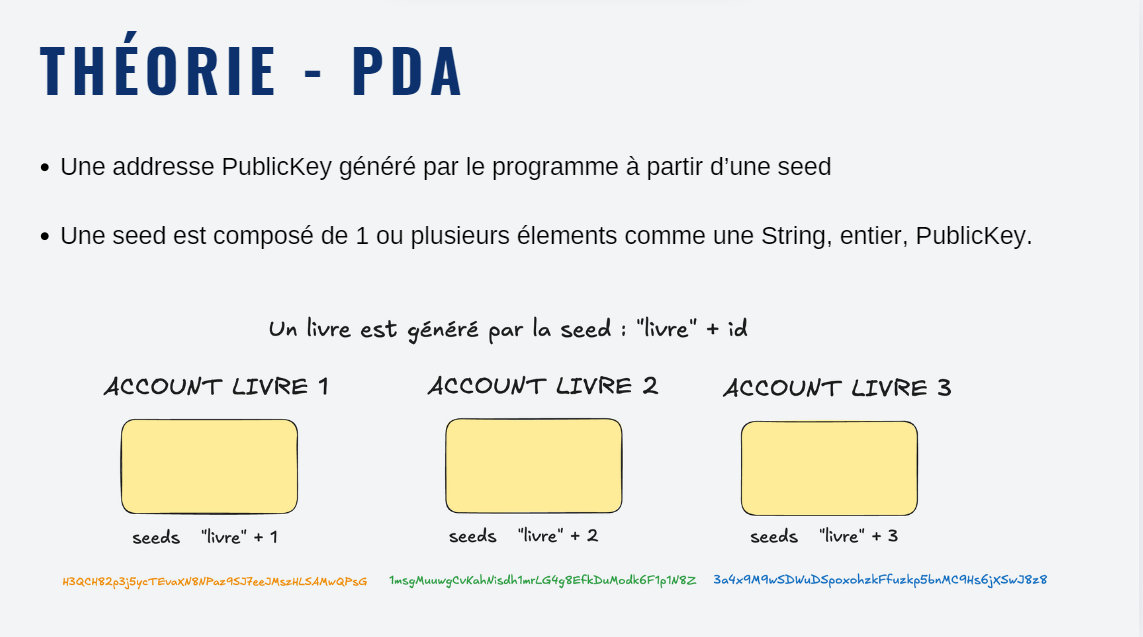 THÉORIE - PDA
• Une addresse PublicKey généré par le programme à partir d'une seed
• Une seed est composé de 1 ou plusieurs élements comme une String, entier, PublicKey.
Un livre est généré par la seed : "livre" + id
ACCOUNT LIVRE 1
ACCOUNT LIVRE 2
ACCOUNT LIVRE 3
seeds "livre" + 1
seeds "livre" + 2
seeds "livre" + 3
H3QCH82p3j5ycTEvaXN8NPaz9SJ7eeJMszHLSAMwQPsG
1msgMuuwgCvKahNisdh1mrLG4g8EfkDuModk6F1p1N8Z
3a4x9M9wSDWuDSpoxohzkFfuzkp5bnMC9Hs6jXSwJ8z8